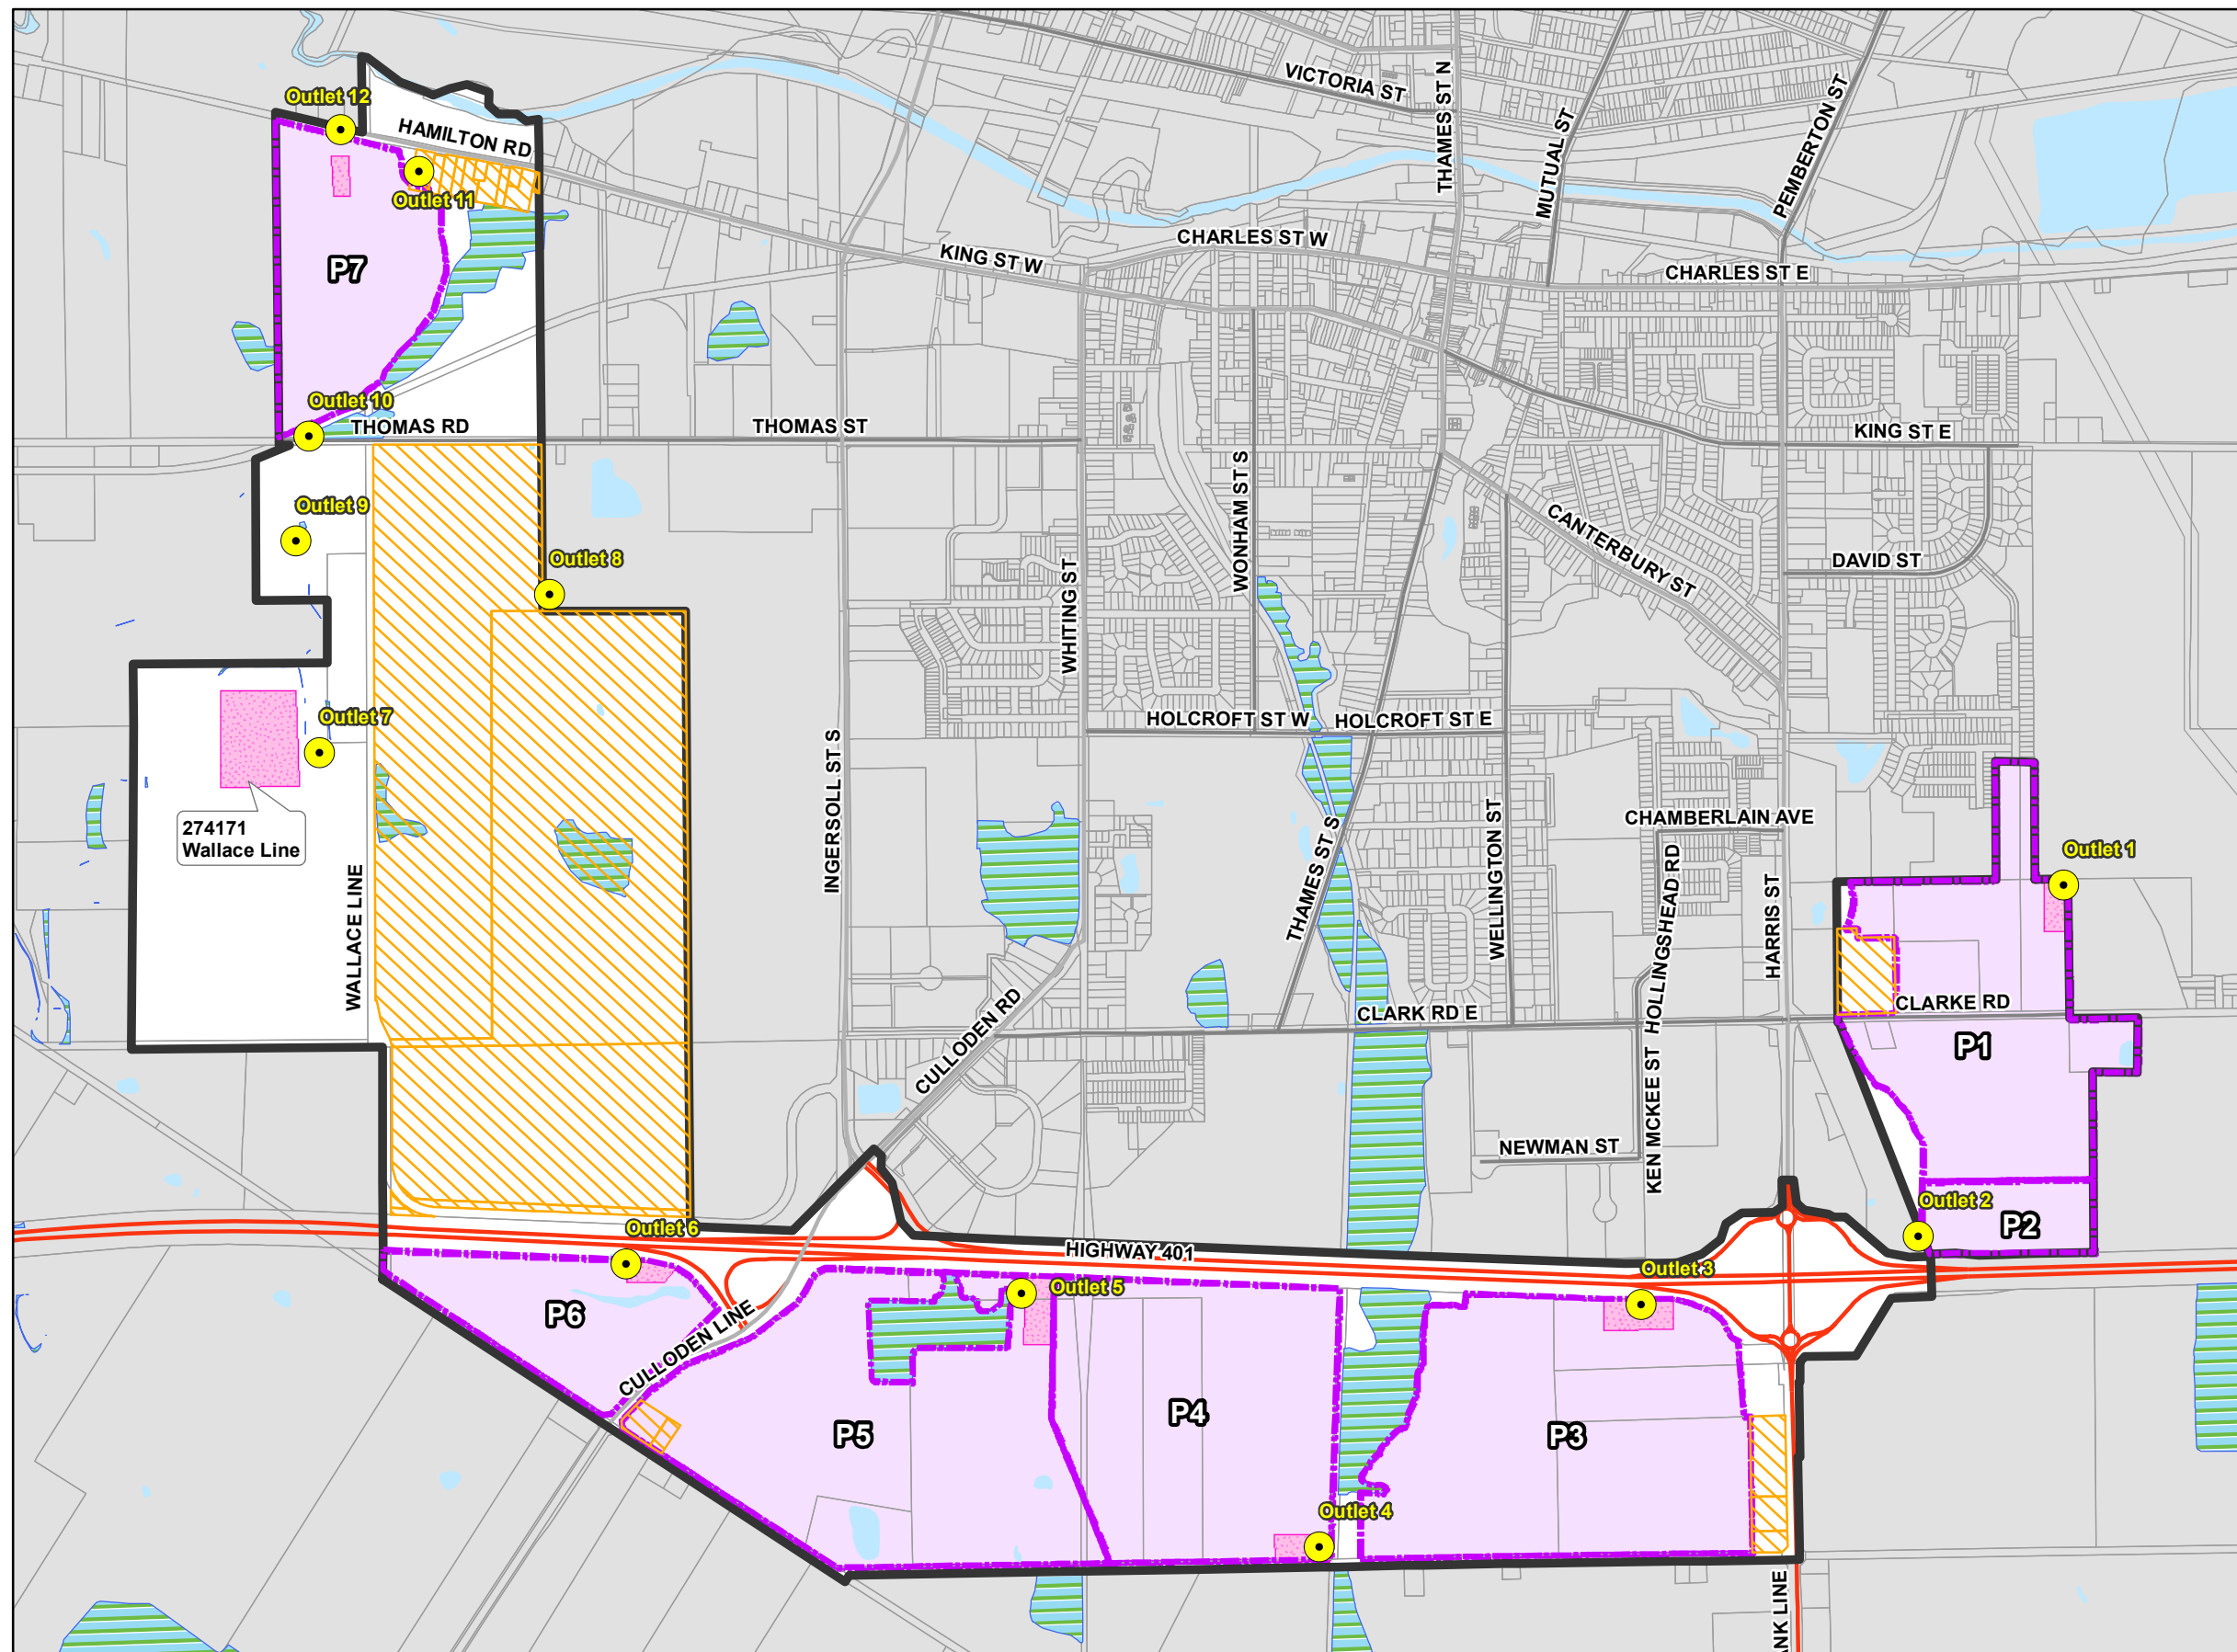 VICTORIA ST
THAMES ST N
MUTUAL ST
PEMBERTON ST
Outlet 12
HAMILTON RD
Outlet 11
P7
KING ST W
CHARLES ST W
CHARLES ST E
Outlet 10
THOMAS RD
THOMAS ST
KING ST E
Outlet 9
Outlet 8
WONHAM ST S
CANTERBURY ST
DAVID ST
WHITING ST
Outlet 7
HOLCROFT ST W
HOLCROFT ST E
INGERSOLL ST S
274171
Wallace Line
THAMES ST S
WELLINGTON ST
CHAMBERLAIN AVE
HOLLINGSHEAD RD
HARRIS ST
Outlet 1
WALLACE LINE
CLARKE RD
CLARK RD E
CULLODEN RD
P1
KEN MCKEE ST
NEWMAN ST
Outlet 2
P2
Outlet 6
HIGHWAY 401
Outlet 3
Outlet 5
P6
CULLODEN LINE
P5
P4
P3
Outlet 4
ANK LINE